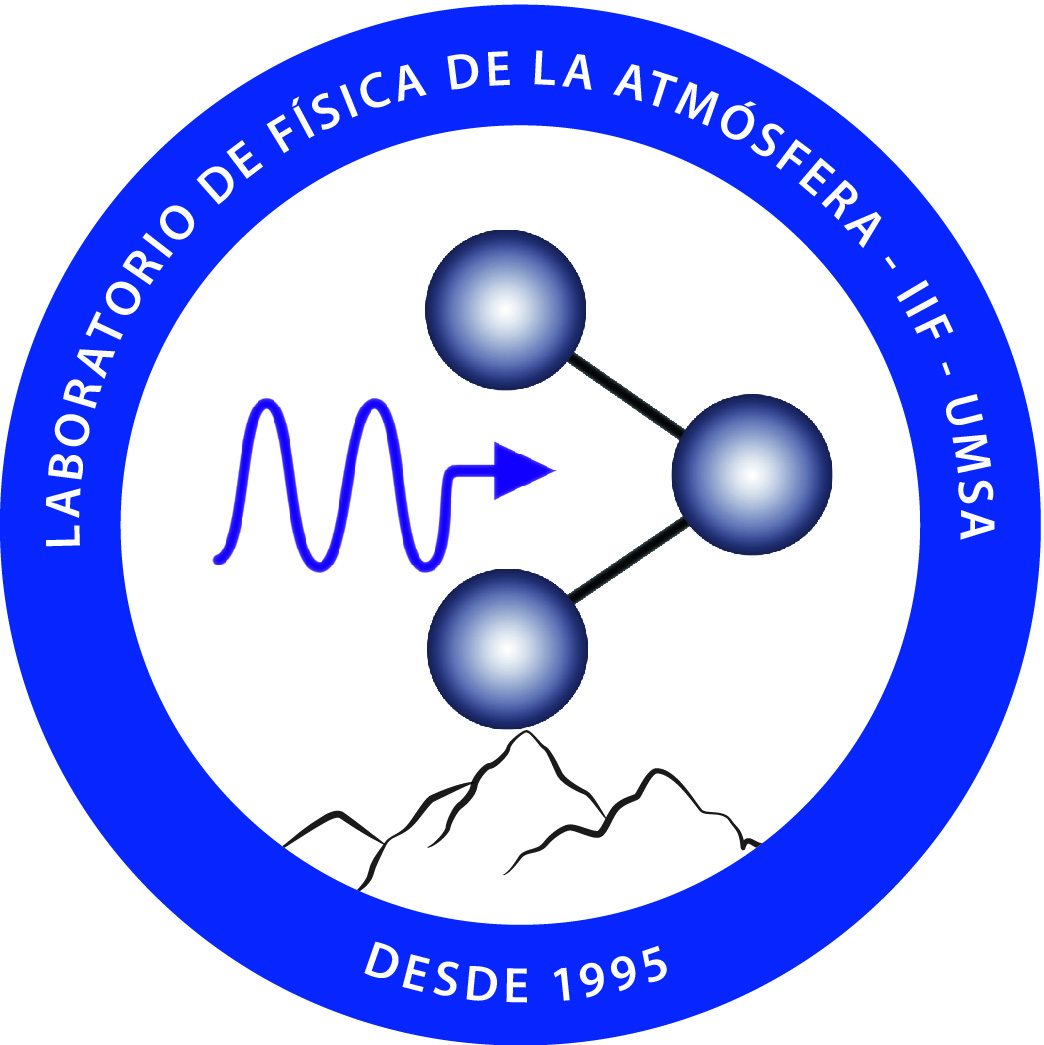 LABORATORIO DE FÍSICA DE LA ATMÓSFERA - IIF - UMSA
DESDE 1995